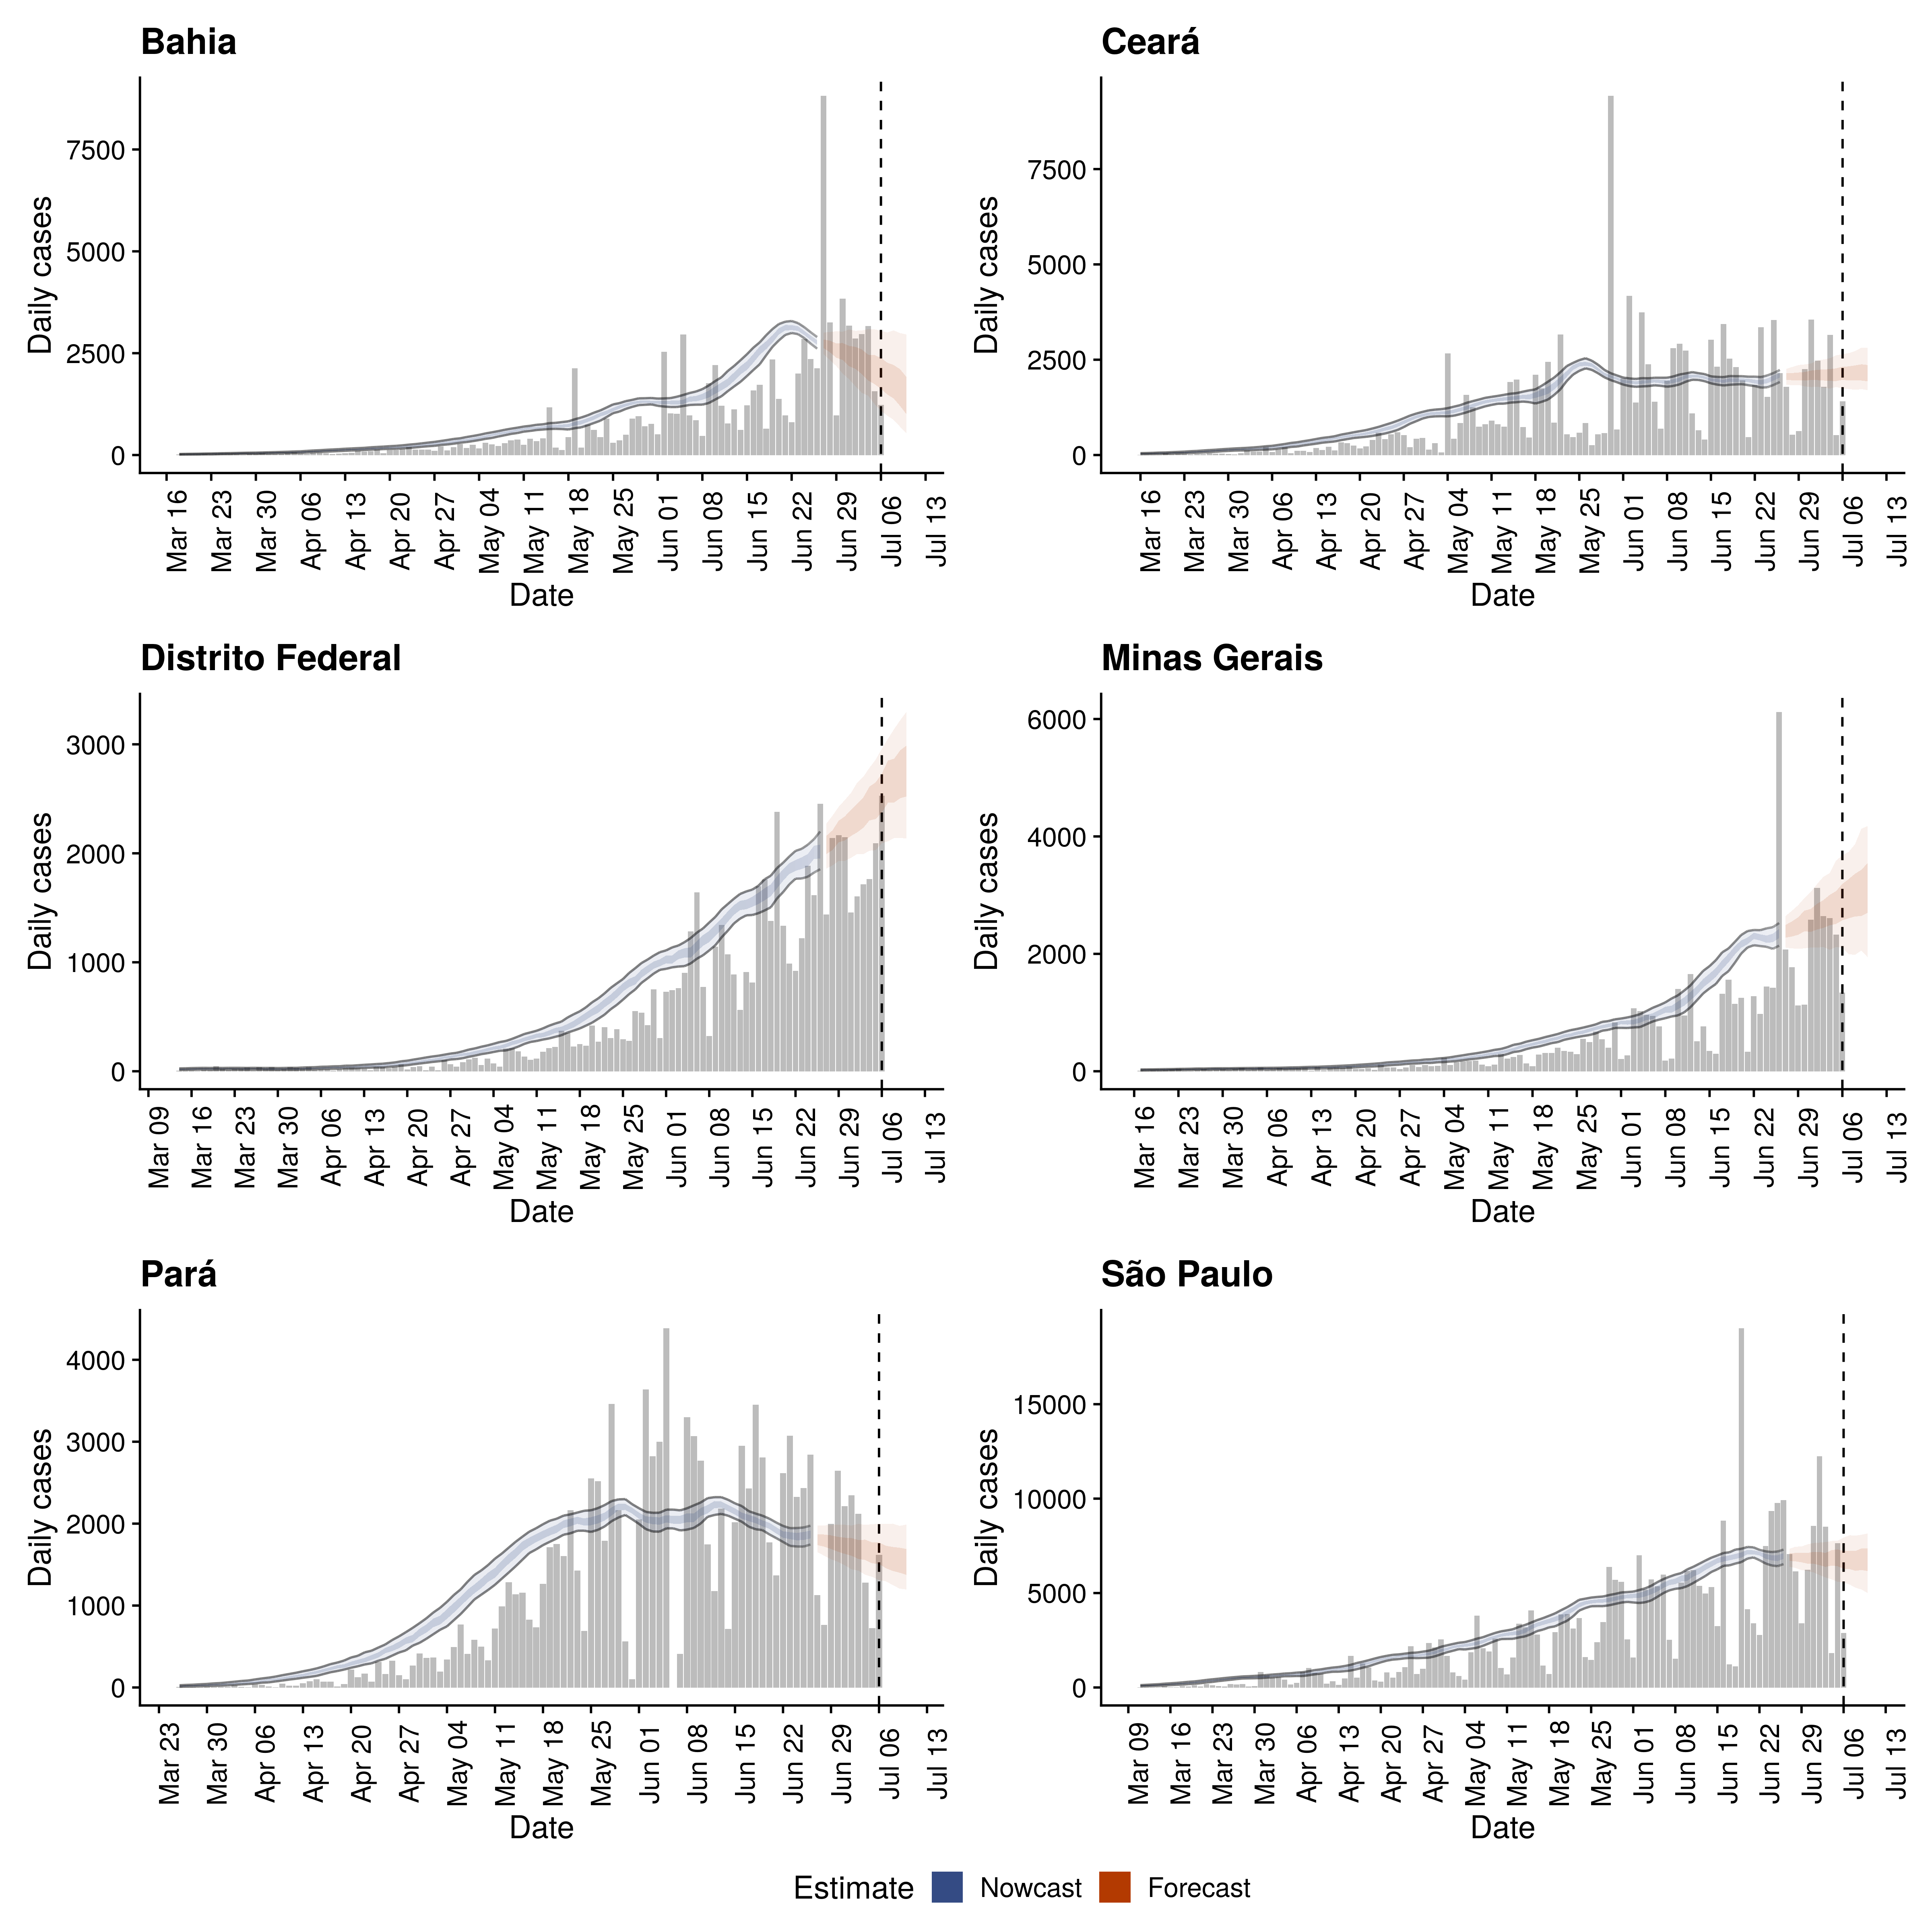 Bahia
Daily cases
7500
5000
2500
0
Mar 16
Mar 23
Mar 30
Apr 06
Apr 13
Apr 20
Apr 27
May 04
May 11
May 18
May 25
Jun 01
Jun 08
Jun 15
Jun 22
Jun 29
Jul 06
Jul 13
Date
Ceará
Daily cases
7500
5000
2500
0
Mar 16
Mar 23
Mar 30
Apr 06
Apr 13
Apr 20
Apr 27
May 04
May 11
May 18
May 25
Jun 01
Jun 08
Jun 15
Jun 22
Jun 29
Jul 06
Jul 13
Date
Distrito Federal
Daily cases
3000
2000
1000
0
Mar 09
Mar 16
Mar 23
Mar 30
Apr 06
Apr 13
Apr 20
Apr 27
May 04
May 11
May 18
May 25
Jun 01
Jun 08
Jun 15
Jun 22
Jun 29
Jul 06
Jul 13
Date
Minas Gerais
Daily cases
6000
4000
2000
0
Mar 16
Mar 23
Mar 30
Apr 06
Apr 13
Apr 20
Apr 27
May 04
May 11
May 18
May 25
Jun 01
Jun 08
Jun 15
Jun 22
Jun 29
Jul 06
Jul 13
Date
Pará
Daily cases
4000
3000
2000
1000
0
Mar 23
Mar 30
Apr 06
Apr 13
Apr 20
Apr 27
May 04
May 11
May 18
May 25
Jun 01
Jun 08
Jun 15
Jun 22
Jun 29
Jul 06
Jul 13
Date
São Paulo
Daily cases
15000
10000
5000
0
Mar 09
Mar 16
Mar 23
Mar 30
Apr 06
Apr 13
Apr 20
Apr 27
May 04
May 11
May 18
May 25
Jun 01
Jun 08
Jun 15
Jun 22
Jun 29
Jul 06
Jul 13
Date
Estimate Nowcast Forecast